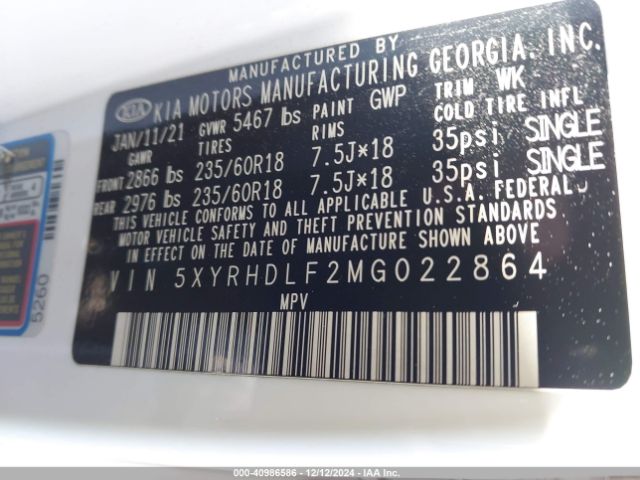 MANUFACTURED BY
KIA KIA MOTORS MANUFACTURING GEORGIA, INC.
JAN/11/21 GVWR 5467 lbs PAINT GWP TRIM WK
GAWR TIRES RIMS COLD TIRE INFL
FRONT 2866 lbs 235/60R18 7.5J×18 35psi SINGLE
REAR 2976 lbs 235/60R18 7.5J×18 35psi SINGLE
THIS VEHICLE CONFORMS TO ALL APPLICABLE U.S.A. FEDERAL
MOTOR VEHICLE SAFETY AND THEFT PREVENTION STANDARDS
IN EFFECT ON THE DATE OF MANUFACTURE SHOWN ABOVE
VIN 5XYRHDLF2MG022864
MPV
5260
000-40986586 - 12/12/2024 - IAA Inc.